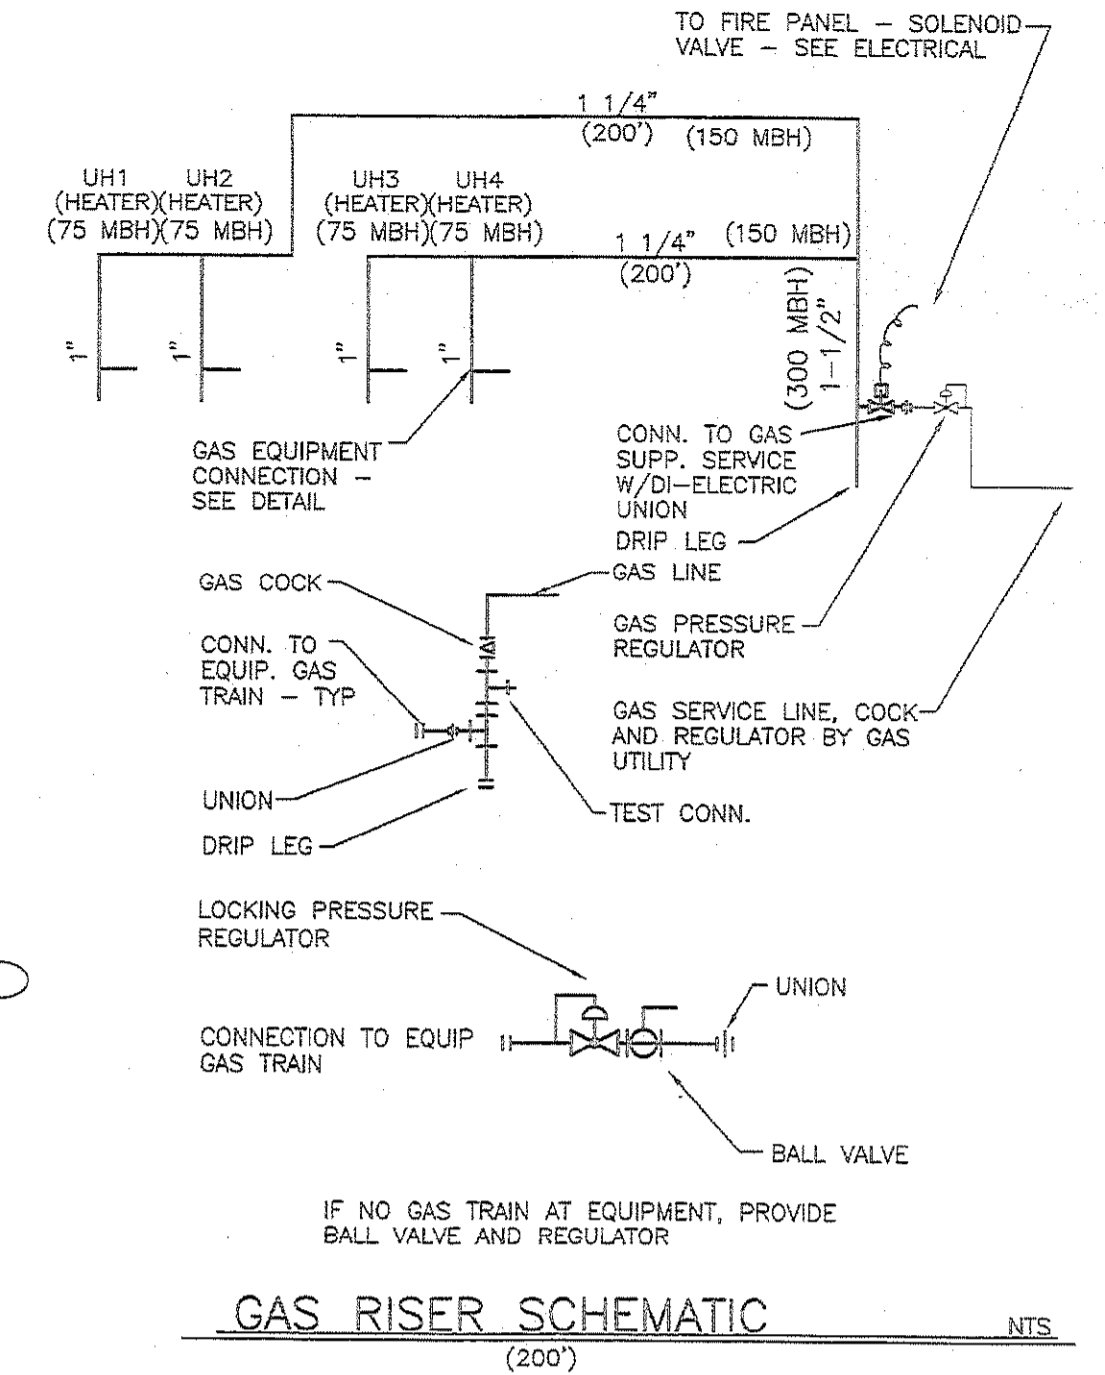 TO FIRE PANEL – SOLENOID
VALVE – SEE ELECTRICAL
1 1/4"
(200') (150 MBH)
UH1 UH2 UH3 UH4
(HEATER)(HEATER) (HEATER)(HEATER)
(75 MBH)(75 MBH) (75 MBH)(75 MBH)
1 1/4" (150 MBH)
(200')
(300 MBH)
1-1/2"
1" 1" 1" 1"
GAS EQUIPMENT
CONNECTION –
SEE DETAIL
CONN. TO GAS
SUPP. SERVICE
W/DI-ELECTRIC
UNION
DRIP LEG
GAS LINE
GAS COCK
GAS PRESSURE
REGULATOR
CONN. TO
EQUIP. GAS
TRAIN – TYP
GAS SERVICE LINE, COCK
AND REGULATOR BY GAS
UTILITY
UNION
TEST CONN.
DRIP LEG
LOCKING PRESSURE
REGULATOR
UNION
CONNECTION TO EQUIP
GAS TRAIN
BALL VALVE
IF NO GAS TRAIN AT EQUIPMENT, PROVIDE
BALL VALVE AND REGULATOR
GAS RISER SCHEMATIC NTS
(200')